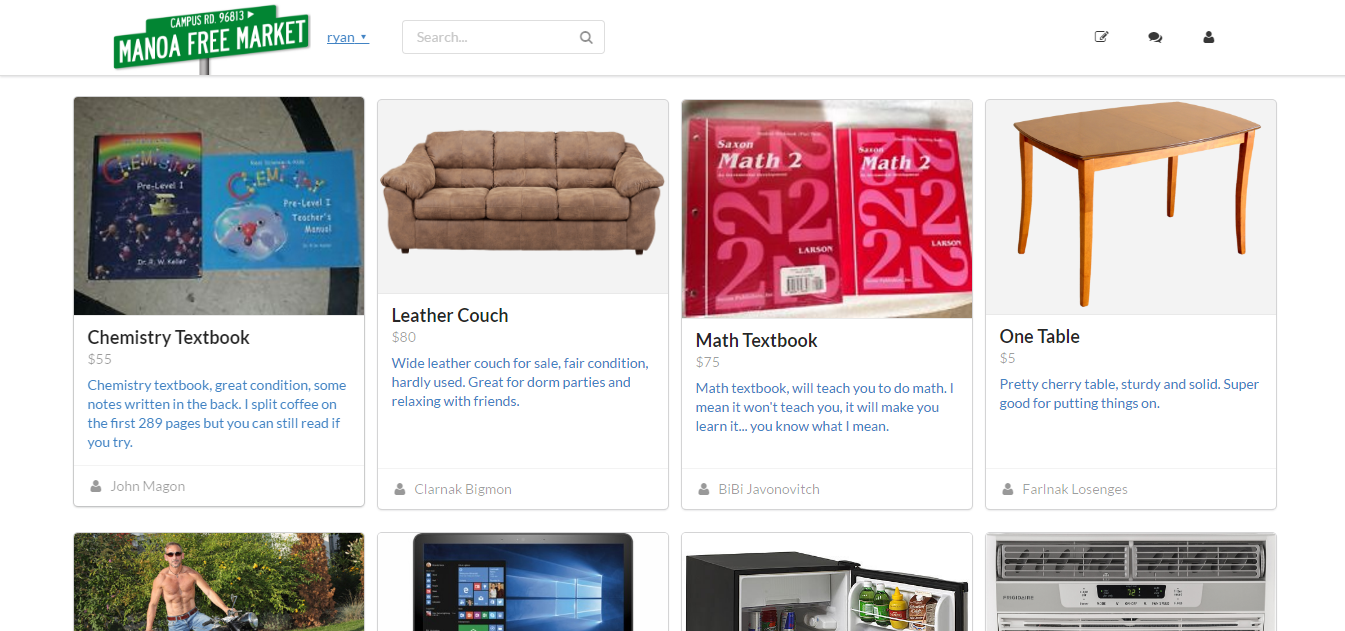 CAMPUS RD. 96813 ►
MANOA FREE MARKET
ryan ▼
Search...
CHEMISTRY
Pre-Level 1
Dr. R. W. Keller
Real Science-4-Kids
CHEMISTRY
Pre-Level I
Teacher's
Manual
Saxon
Math 2
LARSON
Saxon
Math 2
LARSON
Chemistry Textbook
$55
Chemistry textbook, great condition, some
notes written in the back. I split coffee on
the first 289 pages but you can still read if
you try.
John Magon
Leather Couch
$80
Wide leather couch for sale, fair condition,
hardly used. Great for dorm parties and
relaxing with friends.
Clarnak Bigmon
Math Textbook
$75
Math textbook, will teach you to do math. I
mean it won't teach you, it will make you
learn it... you know what I mean.
BiBi Javonovitch
One Table
$5
Pretty cherry table, sturdy and solid. Super
good for putting things on.
Farlnak Losenges
FRIGIDAIRE